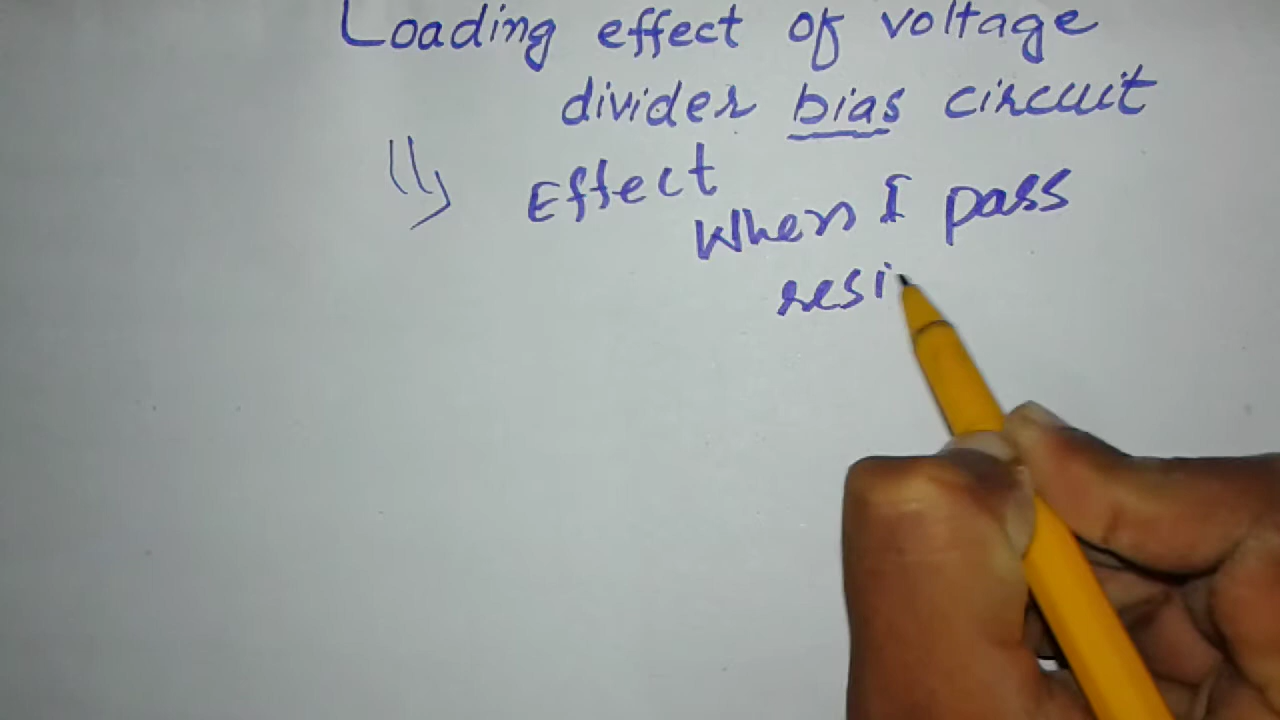 Loading effect of voltage
divider bias circuit
Effect
When I pass
resi